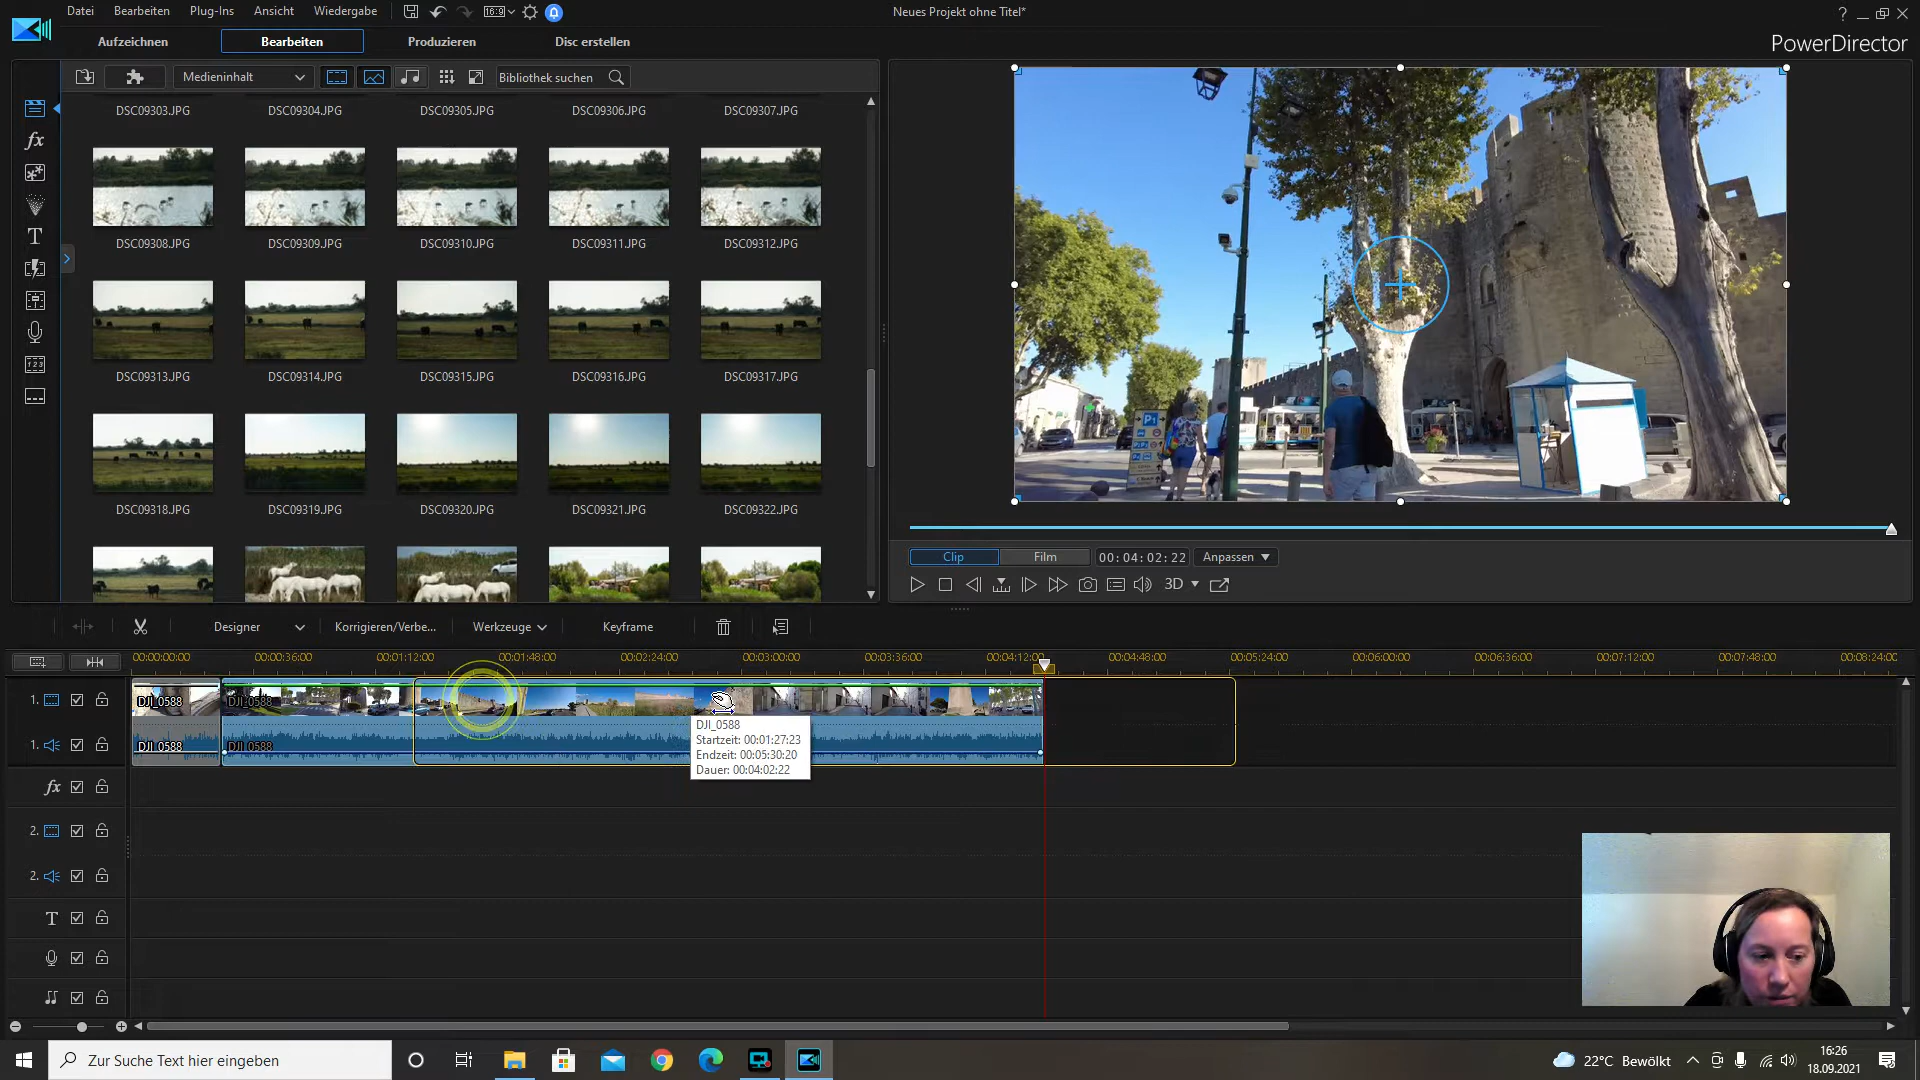 Datei Bearbeiten Plug-Ins Ansicht Wiedergabe 16:9 Neues Projekt ohne Titel* ?
Aufzeichnen Bearbeiten Produzieren Disc erstellen PowerDirector
Medieninhalt Bibliothek suchen
DSC09303.JPG DSC09304.JPG DSC09305.JPG DSC09306.JPG DSC09307.JPG
fx
T
DSC09308.JPG DSC09309.JPG DSC09310.JPG DSC09311.JPG DSC09312.JPG
DSC09313.JPG DSC09314.JPG DSC09315.JPG DSC09316.JPG DSC09317.JPG
P1
DSC09318.JPG DSC09319.JPG DSC09320.JPG DSC09321.JPG DSC09322.JPG
Clip Film 00:04:02:22 Anpassen
3D
Designer Korrigieren/Verbe... Werkzeuge Keyframe
00:00:00:00 00:00:36:00 00:01:12:00 00:01:48:00 00:02:24:00 00:03:00:00 00:03:36:00 00:04:12:00 00:04:48:00 00:05:24:00 00:06:00:00 00:06:36:00 00:07:12:00 00:07:48:00 00:08:24:00
1. DJI_0588 DJI_0588
DJI_0588
Startzeit: 00:01:27:23
1. DJI_0588 DJI_0588
Endzeit: 00:05:30:20
Dauer: 00:04:02:22
fx
2.
2.
T
Zur Suche Text hier eingeben 22°C Bewölkt 16:26
18.09.2021